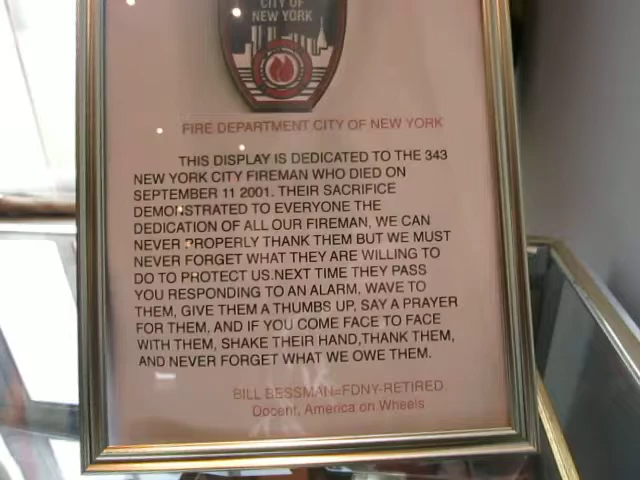 CITY OF
NEW YORK
FIRE DEPARTMENT CITY OF NEW YORK
THIS DISPLAY IS DEDICATED TO THE 343
NEW YORK CITY FIREMAN WHO DIED ON
SEPTEMBER 11 2001. THEIR SACRIFICE
DEMONSTRATED TO EVERYONE THE
DEDICATION OF ALL OUR FIREMAN, WE CAN
NEVER PROPERLY THANK THEM BUT WE MUST
NEVER FORGET WHAT THEY ARE WILLING TO
DO TO PROTECT US.NEXT TIME THEY PASS
YOU RESPONDING TO AN ALARM, WAVE TO
THEM, GIVE THEM A THUMBS UP, SAY A PRAYER
FOR THEM, AND IF YOU COME FACE TO FACE
WITH THEM, SHAKE THEIR HAND,THANK THEM,
AND NEVER FORGET WHAT WE OWE THEM.
BILL BESSMAN=FDNY-RETIRED
Docent, America on Wheels